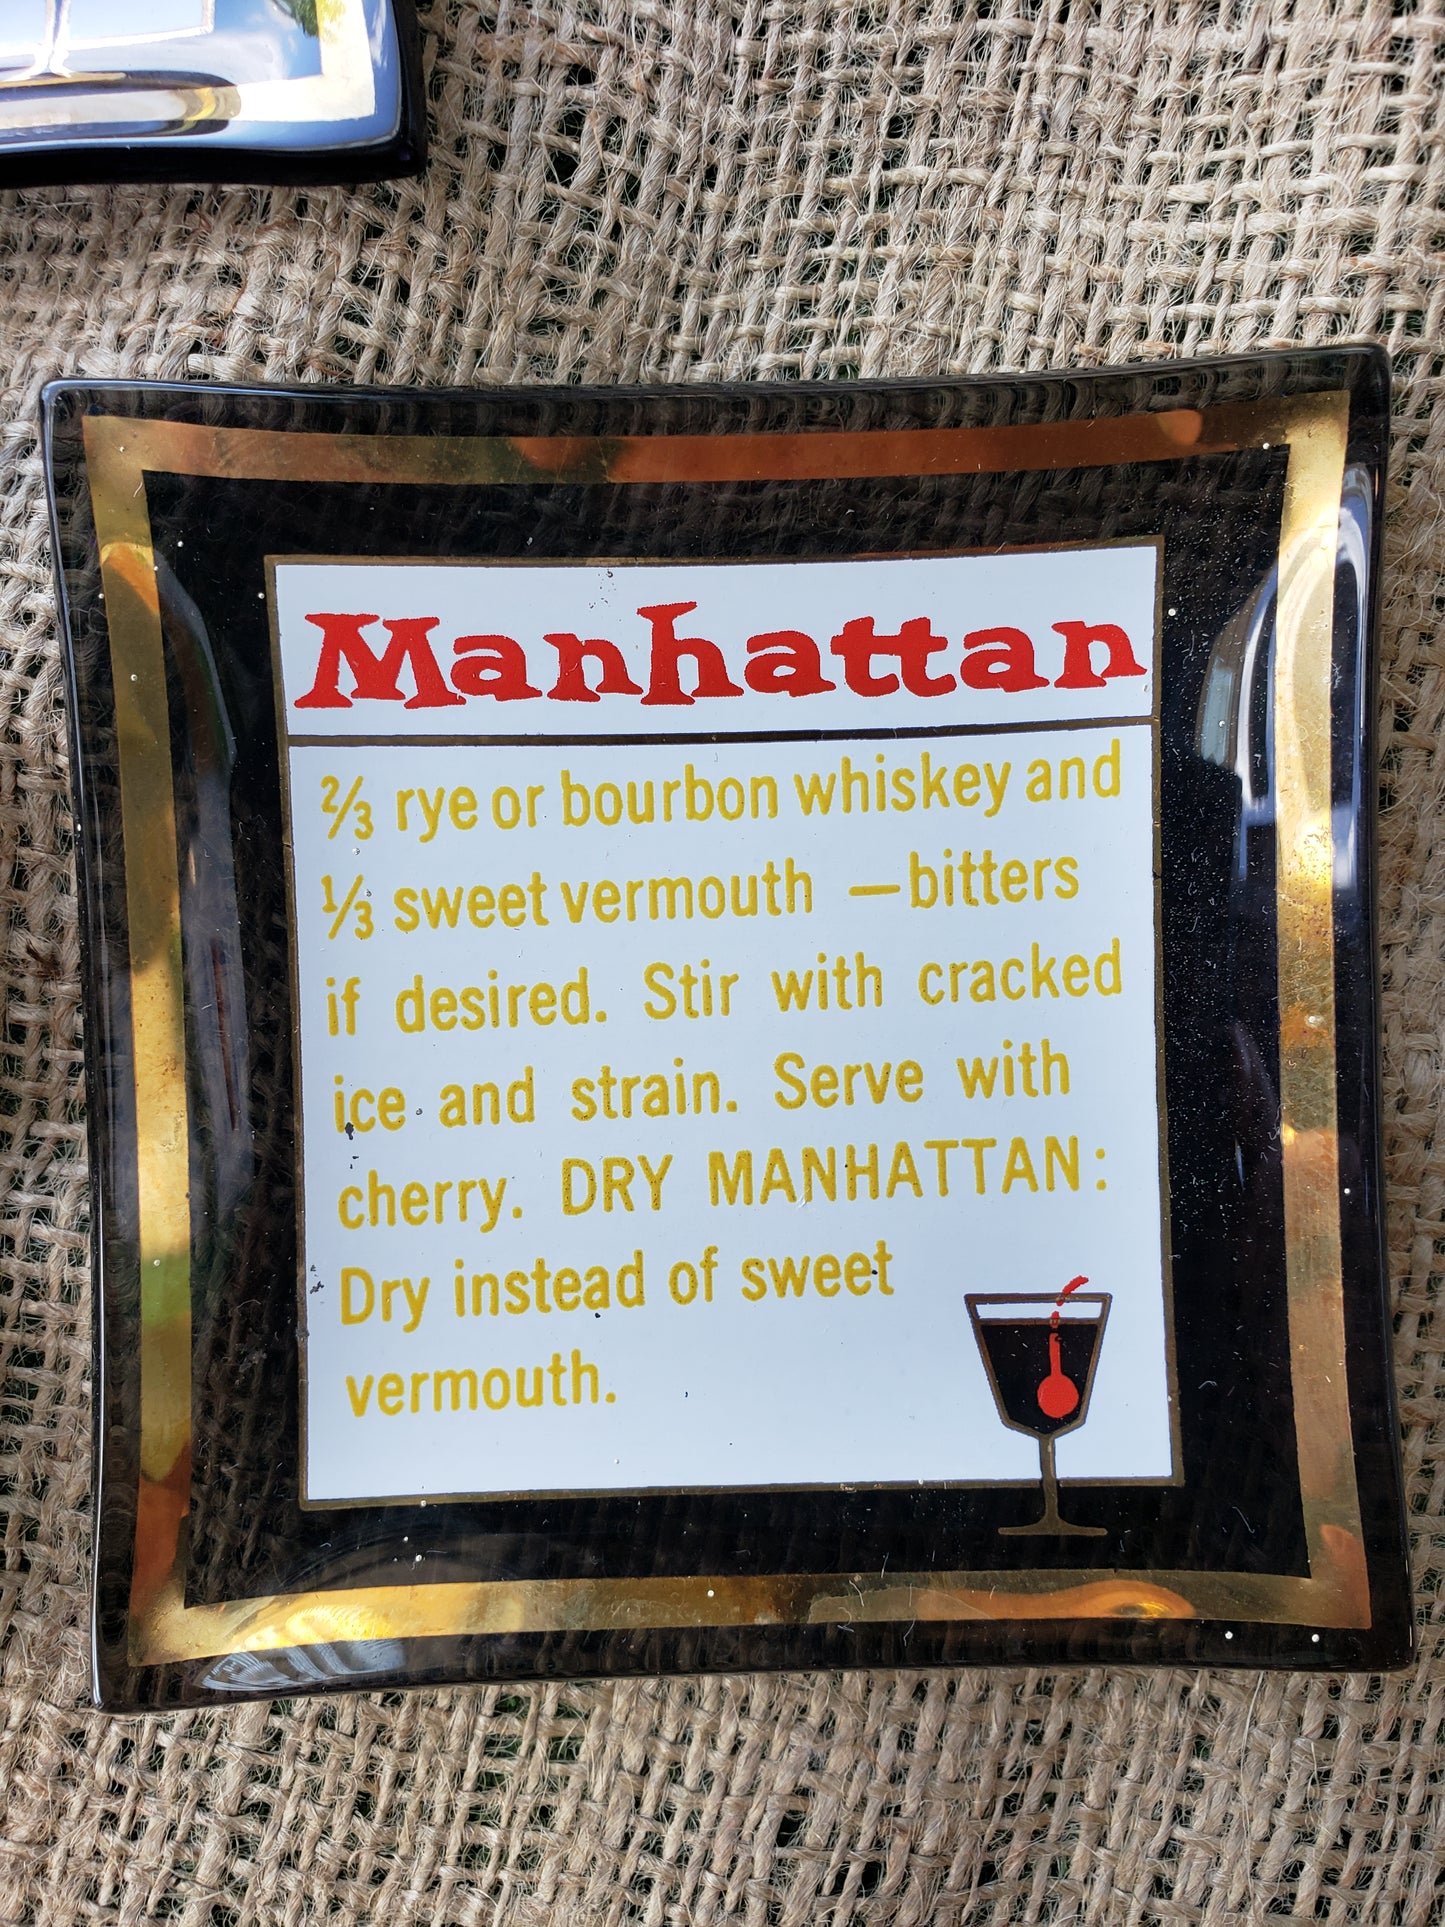 Manhattan
⅔ rye or bourbon whiskey and
⅓ sweet vermouth —bitters
if desired. Stir with cracked
ice and strain. Serve with
cherry. DRY MANHATTAN:
Dry instead of sweet
vermouth.